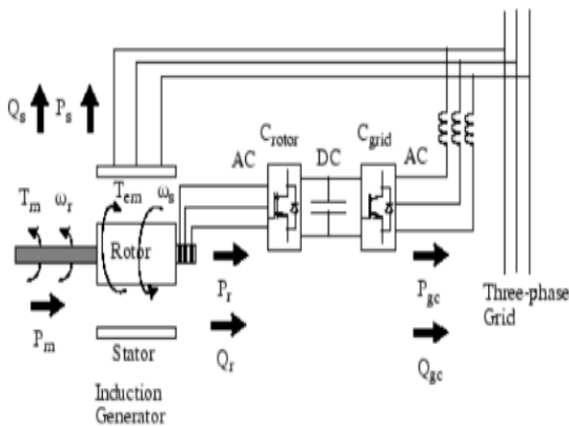 Qs Ps
Crotor Cgrid
AC DC AC
Tm ωr Tem ωs
Rotor
Pm Pr Pgc Three-phase
Grid
Stator Qr Qgc
Induction
Generator